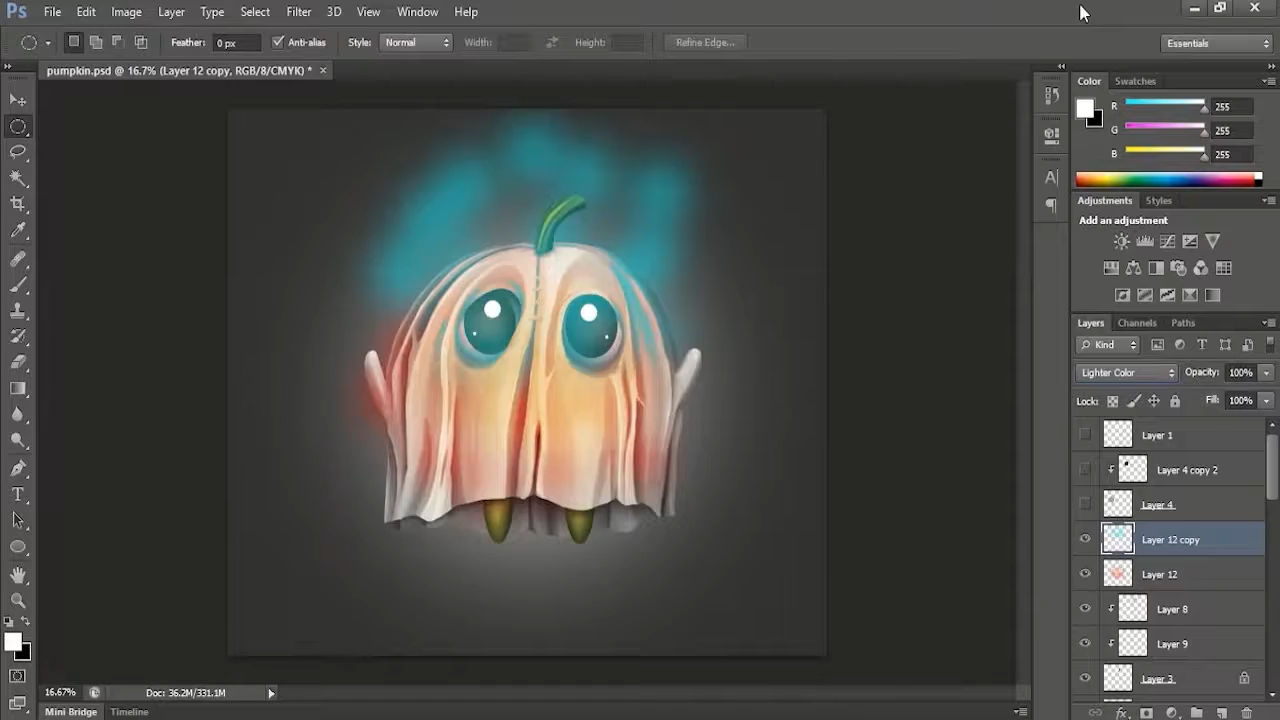 Ps File Edit Image Layer Type Select Filter 3D View Window Help
Feather: 0 px Anti-alias Style: Normal Width: Height: Refine Edge... Essentials
pumpkin.psd @ 16.7% (Layer 12 copy, RGB/8/CMYK) * ×
Color Swatches
R 255
G 255
B 255
Adjustments Styles
Add an adjustment
Layers Channels Paths
Kind
Lighter Color Opacity: 100%
Lock: Fill: 100%
Layer 1
Layer 4 copy 2
Layer 4
Layer 12 copy
Layer 12
Layer 8
Layer 9
Layer 3
16.67% Doc: 36.2M/331.1M
Mini Bridge Timeline